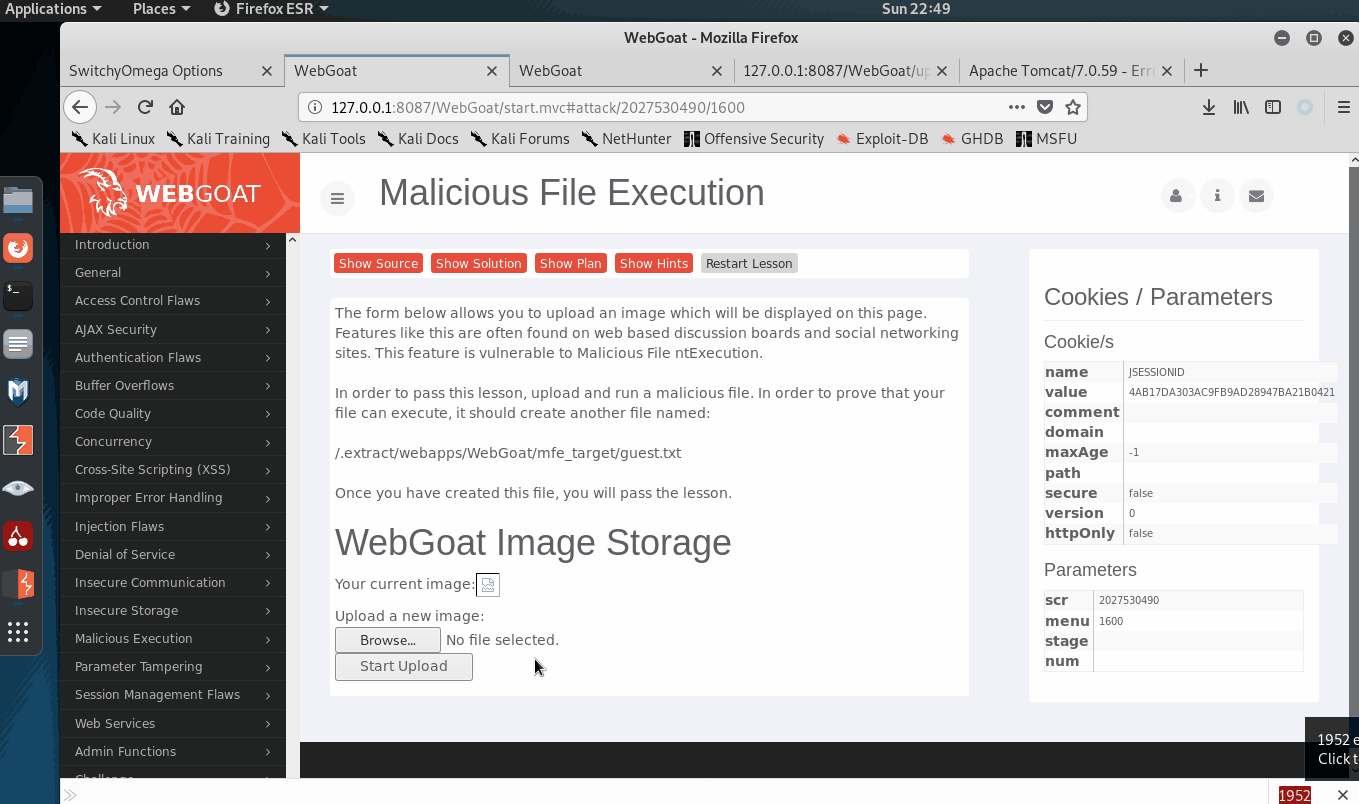 Applications Places Firefox ESR Sun 22:49
WebGoat - Mozilla Firefox
SwitchyOmega Options WebGoat WebGoat 127.0.0.1:8087/WebGoat/up Apache Tomcat/7.0.59 - Erro
127.0.0.1:8087/WebGoat/start.mvc#attack/2027530490/1600
Kali Linux Kali Training Kali Tools Kali Docs Kali Forums NetHunter Offensive Security Exploit-DB GHDB MSFU
WEBGOAT
Malicious File Execution
Introduction
General
Access Control Flaws
AJAX Security
Authentication Flaws
Buffer Overflows
Code Quality
Concurrency
Cross-Site Scripting (XSS)
Improper Error Handling
Injection Flaws
Denial of Service
Insecure Communication
Insecure Storage
Malicious Execution
Parameter Tampering
Session Management Flaws
Web Services
Admin Functions
Challenge
Show Source Show Solution Show Plan Show Hints Restart Lesson
The form below allows you to upload an image which will be displayed on this page.
Features like this are often found on web based discussion boards and social networking
sites. This feature is vulnerable to Malicious File ntExecution.
In order to pass this lesson, upload and run a malicious file. In order to prove that your
file can execute, it should create another file named:
/.extract/webapps/WebGoat/mfe_target/guest.txt
Once you have created this file, you will pass the lesson.
WebGoat Image Storage
Your current image:
Upload a new image:
Browse... No file selected.
Start Upload
Cookies / Parameters
Cookie/s
name JSESSIONID
value 4AB17DA303AC9FB9AD28947BA21B0421
comment
domain
maxAge -1
path
secure false
version 0
httpOnly false
Parameters
scr 2027530490
menu 1600
stage
num
1952 e
Click t
1952